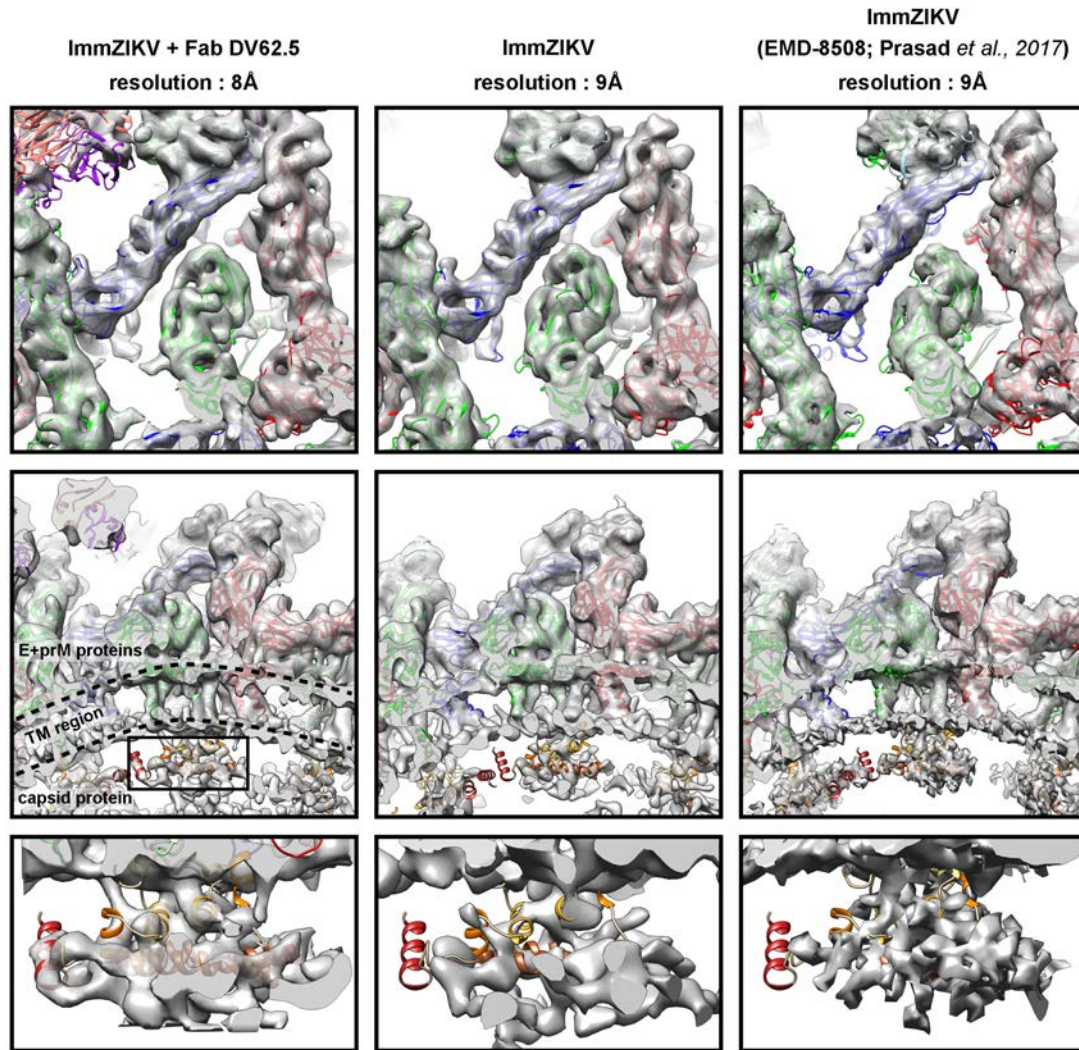 ImmZIKV + Fab DV62.5
resolution : 8Å
ImmZIKV
resolution : 9Å
ImmZIKV
(EMD-8508; Prasad et al., 2017)
resolution : 9Å
E+prM proteins
TM region
capsid protein